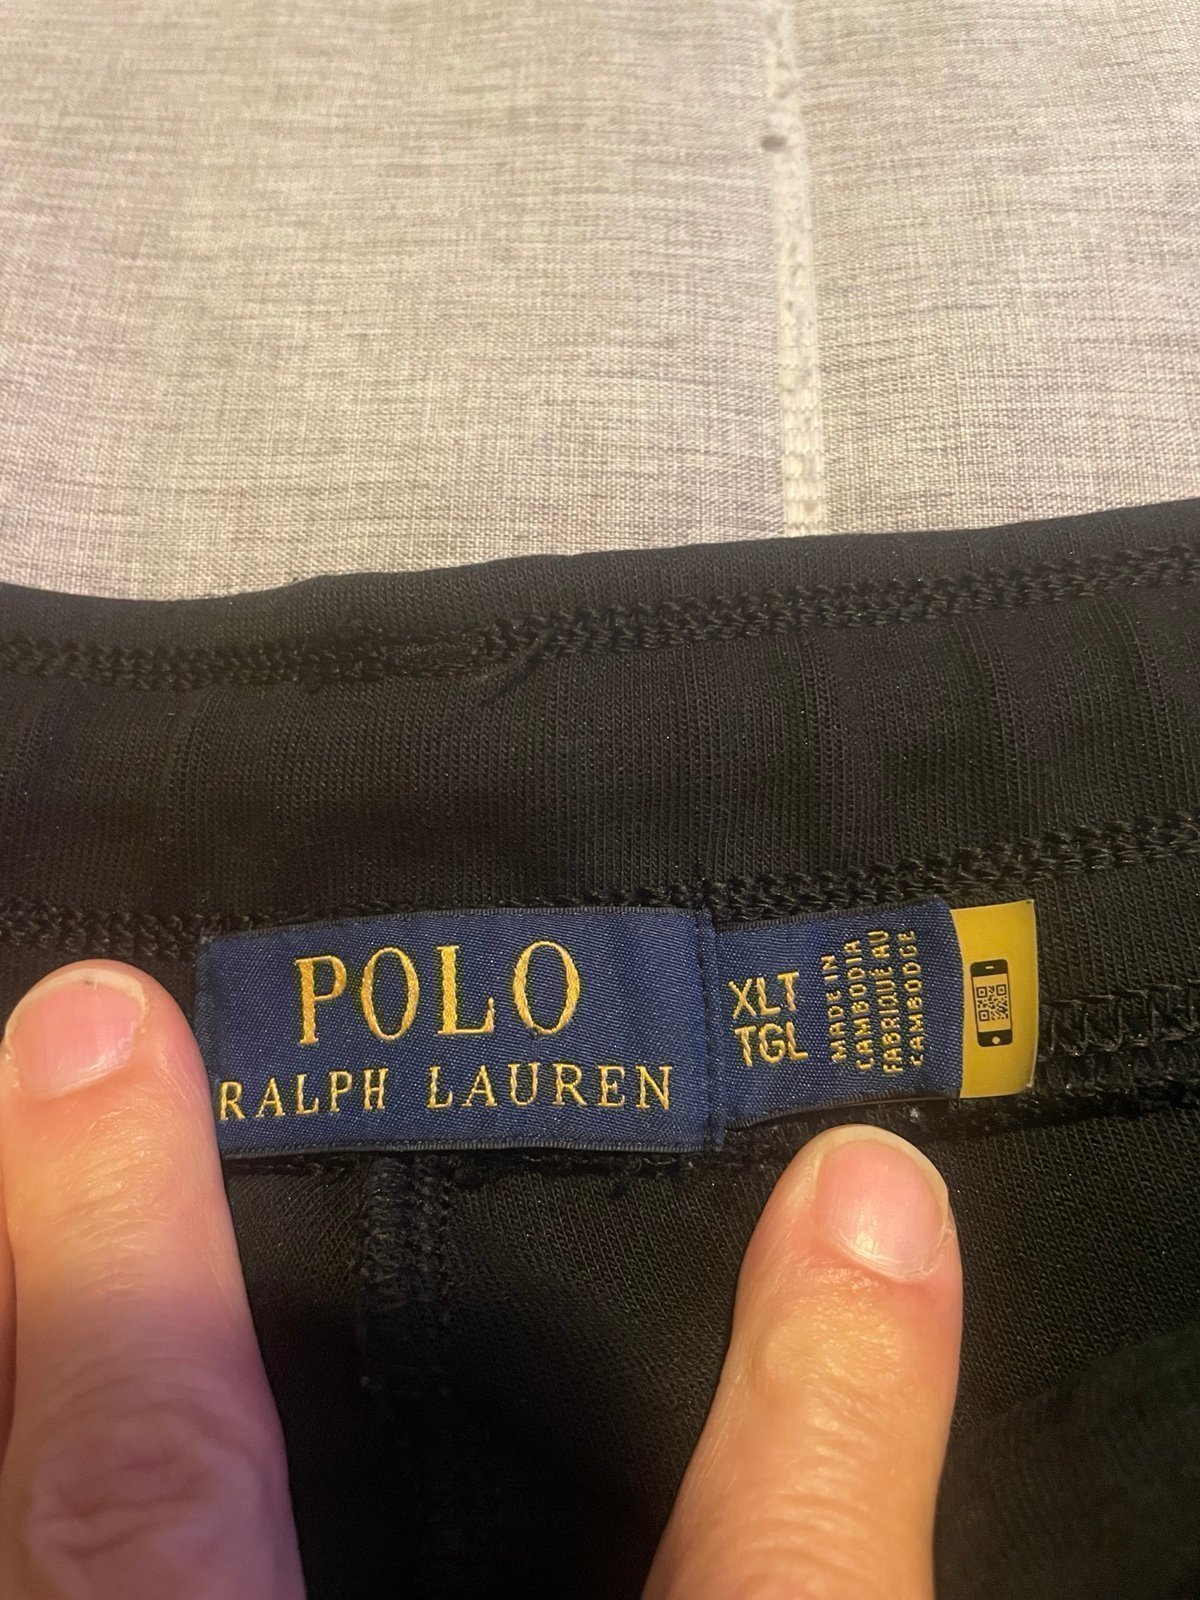 POLO
RALPH LAUREN
XLT
TGL
MADE IN
CAMBODIA
FABRIQUÉ AU
CAMBODGE